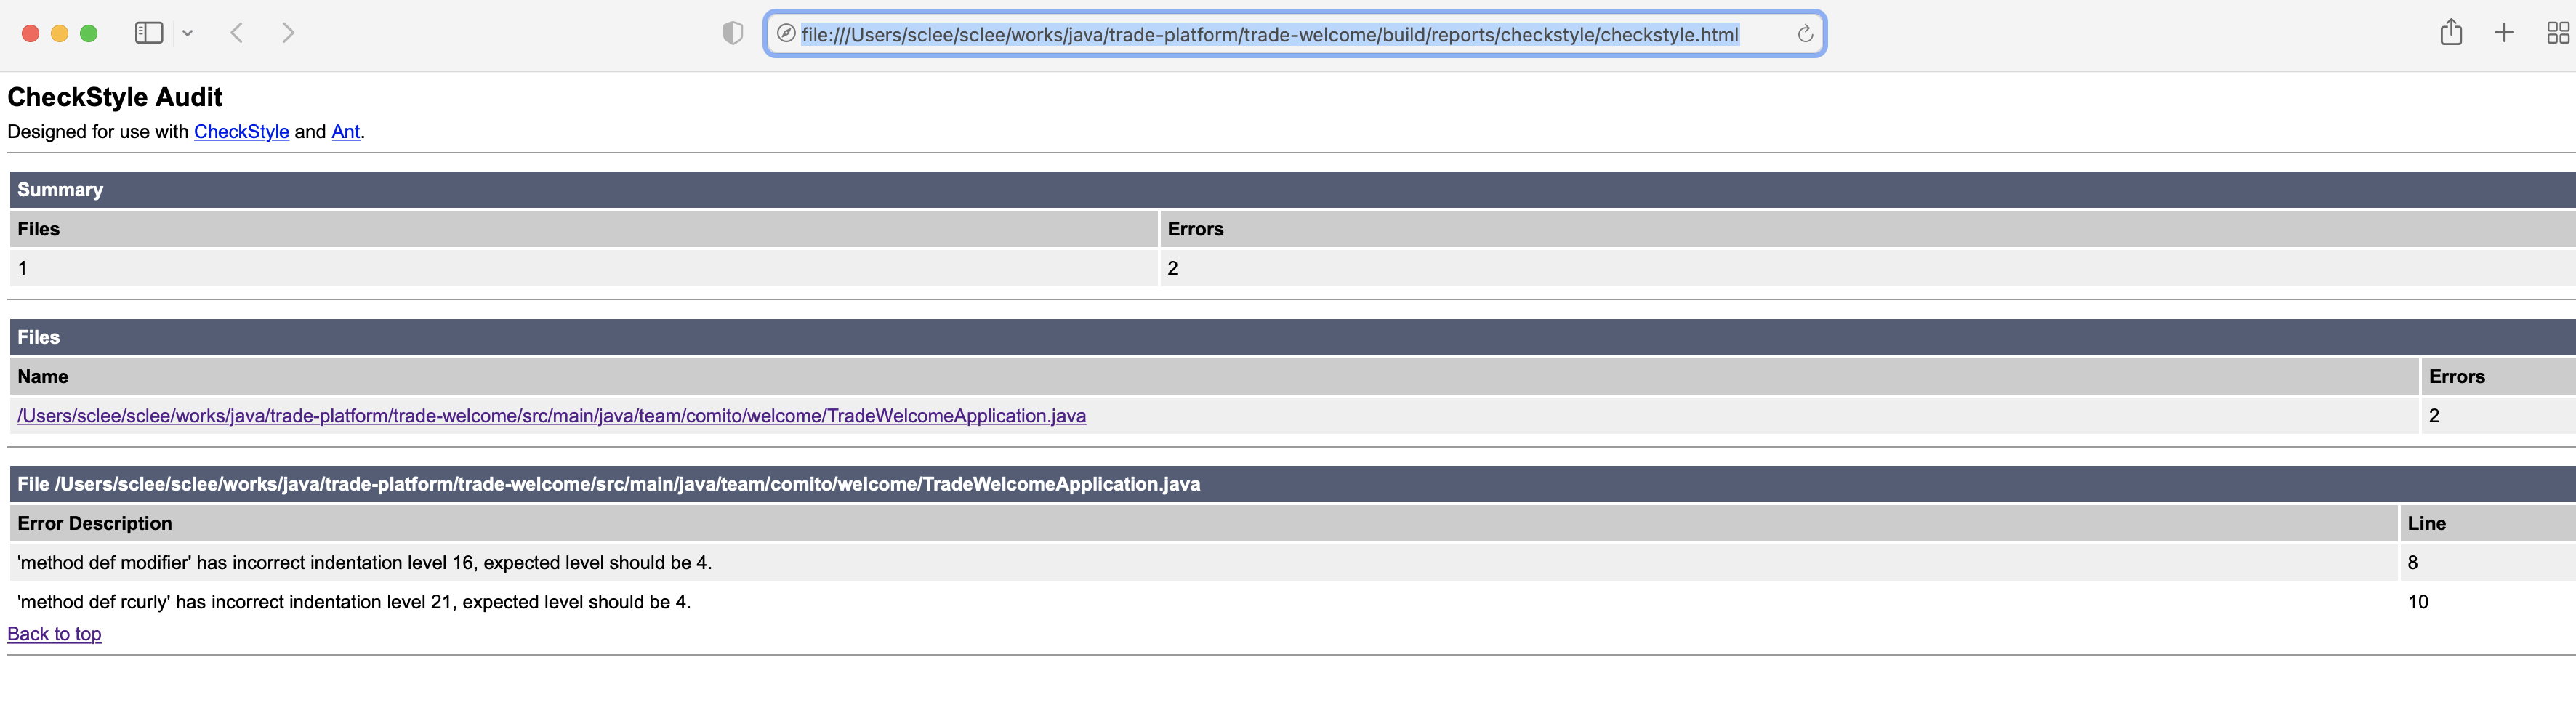 file:///Users/sclee/sclee/works/java/trade-platform/trade-welcome/build/reports/checkstyle/checkstyle.html
CheckStyle Audit
Designed for use with CheckStyle and Ant.
Summary
Files Errors
1 2
Files
Name Errors
/Users/sclee/sclee/works/java/trade-platform/trade-welcome/src/main/java/team/comito/welcome/TradeWelcomeApplication.java 2
File /Users/sclee/sclee/works/java/trade-platform/trade-welcome/src/main/java/team/comito/welcome/TradeWelcomeApplication.java
Error Description Line
'method def modifier' has incorrect indentation level 16, expected level should be 4. 8
'method def rcurly' has incorrect indentation level 21, expected level should be 4. 10
Back to top